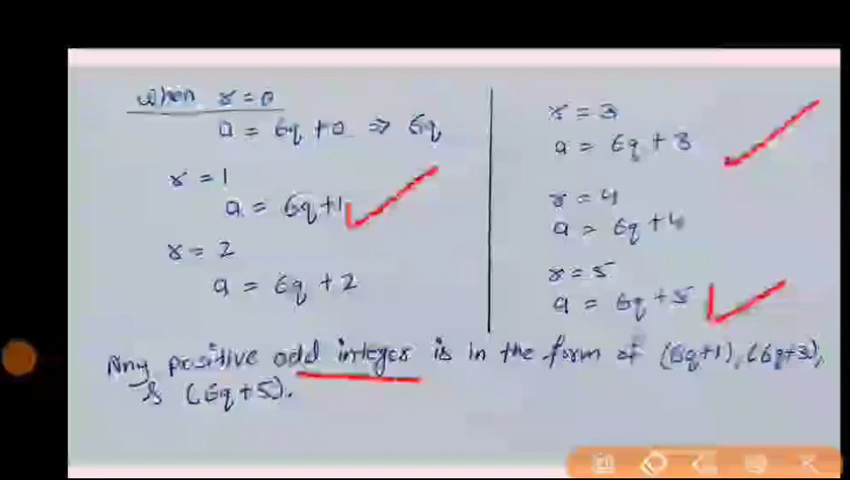 when r = 0
a = 6q + 0 ⇒ 6q
r = 1
a = 6q + 1
r = 2
a = 6q + 2
r = 3
a = 6q + 3
r = 4
a = 6q + 4
r = 5
a = 6q + 5
Any positive odd integer is in the form of (6q+1), (6q+3),
& (6q+5).